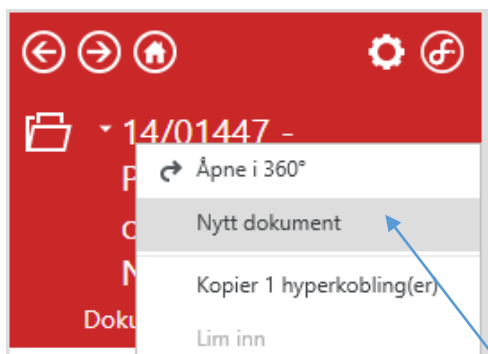 14/01447 -
Åpne i 360°
Nytt dokument
Kopier 1 hyperkobling(er)
Lim inn